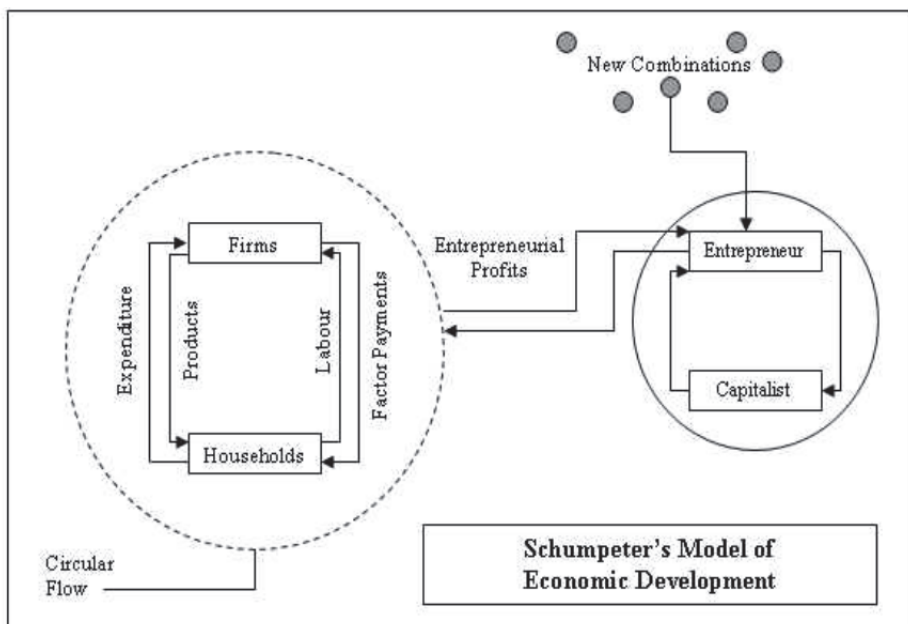 New Combinations
Firms
Entrepreneurial
Profits
Entrepreneur
Expenditure
Products
Labour
Factor Payments
Capitalist
Households
Circular
Flow
Schumpeter's Model of
Economic Development